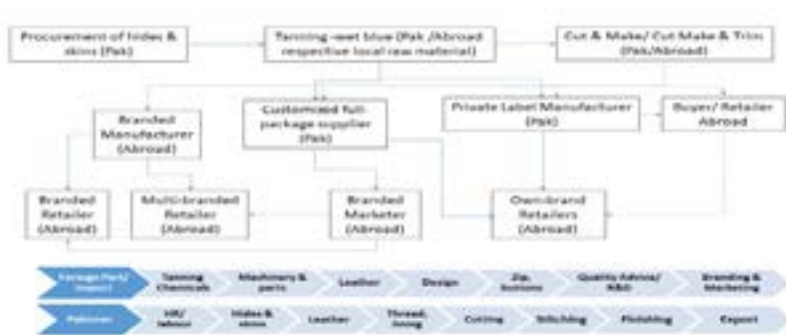 Procurement of hides &
skins (Pak)
Tanning -wet blue (Pak /Abroad
respective local raw material)
Cut & Make/ Cut Make & Trim
(Pak/Abroad)
Branded
Manufacturer
(Abroad)
Customized full-
package supplier
(Pak)
Private Label Manufacturer
(Pak)
Buyer/ Retailer
Abroad
Branded
Retailer
(Abroad)
Multi-branded
Retailer
(Abroad)
Branded
Marketer
(Abroad)
Own-brand
Retailers
(Abroad)
Tanning
Chemicals
Machinery &
parts
Leather
Design
Zip,
buttons
Quality Advice/
R&D
Branding &
Marketing
Pakistan
HR/
labour
Hides &
skins
Leather
Thread,
lining
Cutting
Stitching
Finishing
Export